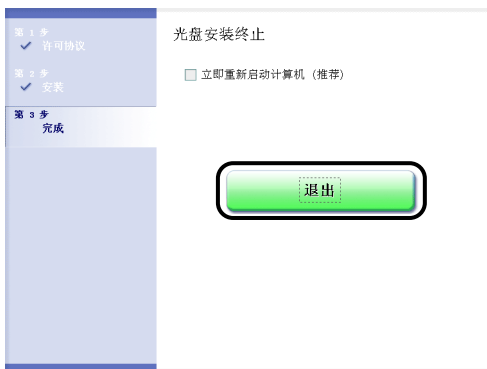 第 1 步
许可协议
第 2 步
安装
第 3 步
完成
光盘安装终止
立即重新启动计算机（推荐）
退出